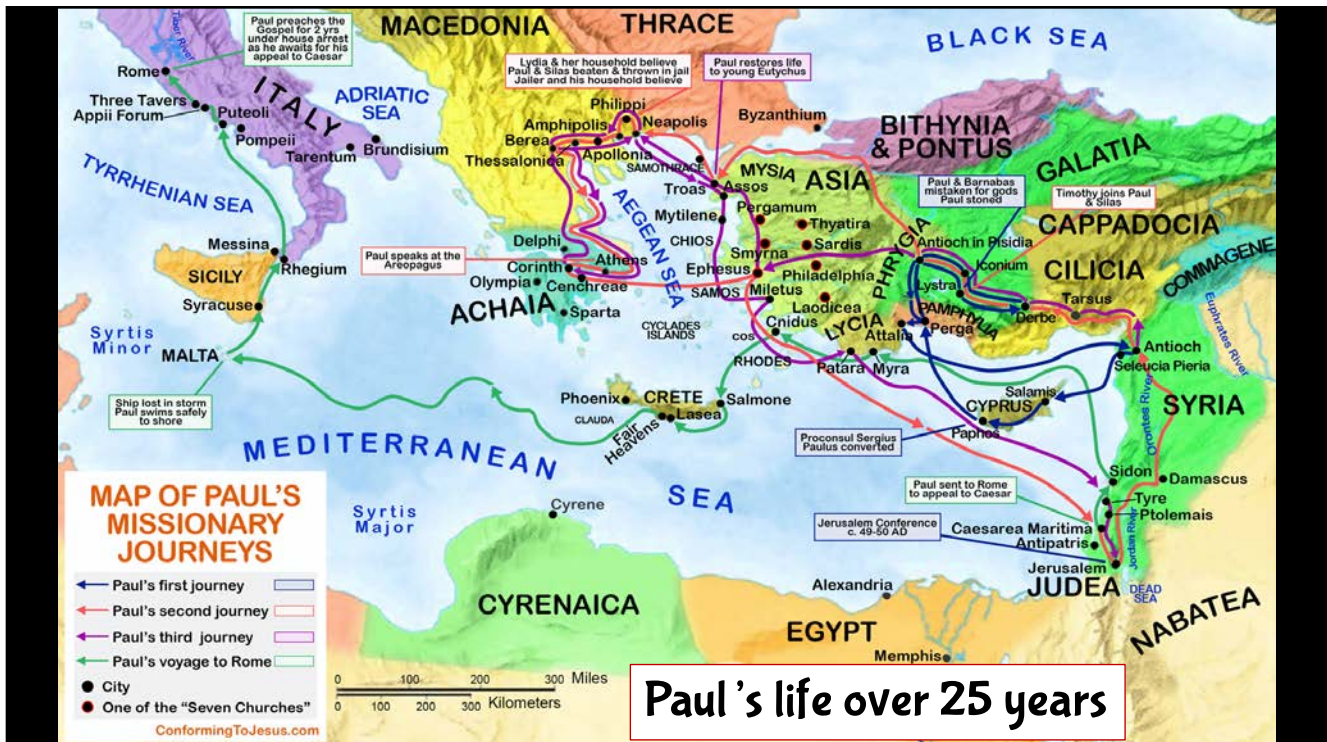 MACEDONIA
THRACE
BLACK SEA
Tiber River
Paul preaches the
Gospel for 2 yrs
under house arrest
as he awaits for his
appeal to Caesar
Lydia & her household believe
Paul & Silas beaten & thrown in jail
Jailer and his household believe
Paul restores life
to young Eutychus
Rome
ITALY
ADRIATIC
SEA
Three Tavers
Appii Forum
Puteoli
Pompeii
Tarentum
Brundisium
Philippi
Neapolis
Amphipolis
Berea
Thessalonica
Apollonia
SAMOTHRACE
Byzanthium
BITHYNIA
& PONTUS
GALATIA
TYRRHENIAN SEA
MYSIA
ASIA
Troas
Assos
Paul & Barnabas
mistaken for gods
Paul stoned
Timothy joins Paul
& Silas
CAPPADOCIA
AEGEAN SEA
Mytilene
Pergamum
Thyatira
CHIOS
Smyrna
Sardis
PHRYGIA
Antioch in Pisidia
Iconium
CILICIA
COMMAGENE
Messina
Rhegium
SICILY
Syracuse
Delphi
Paul speaks at the
Areopagus
Corinth
Athens
Olympia
Cenchreae
ACHAIA
Sparta
Ephesus
Philadelphia
SAMOS
Miletus
Laodicea
Lystra
Derbe
Tarsus
PAMPHYLIA
Perga
LYCIA
Attalia
Euphrates River
Syrtis
Minor
MALTA
CYCLADES
ISLANDS
COS
Cnidus
RHODES
Patara
Myra
Antioch
Seleucia Pieria
Ship lost in storm
Paul swims safely
to shore
Phoenix
CRETE
Salmone
CLAUDA
Lasea
Fair
Heavens
Salamis
CYPRUS
Paphos
Orontes River
SYRIA
Proconsul Sergius
Paulus converted
MEDITERRANEAN
SEA
Sidon
Damascus
Paul sent to Rome
to appeal to Caesar
Tyre
Ptolemais
Jerusalem Conference
c. 49-50 AD
Caesarea Maritima
Antipatris
Jordan River
Jerusalem
JUDEA
DEAD
SEA
NABATEA
Syrtis
Major
Cyrene
CYRENAICA
Alexandria
EGYPT
Memphis
MAP OF PAUL'S
MISSIONARY
JOURNEYS
Paul's first journey
Paul's second journey
Paul's third journey
Paul's voyage to Rome
City
One of the "Seven Churches"
ConformingToJesus.com
0 100 200 300 Miles
0 100 200 300 Kilometers
Paul's life over 25 years